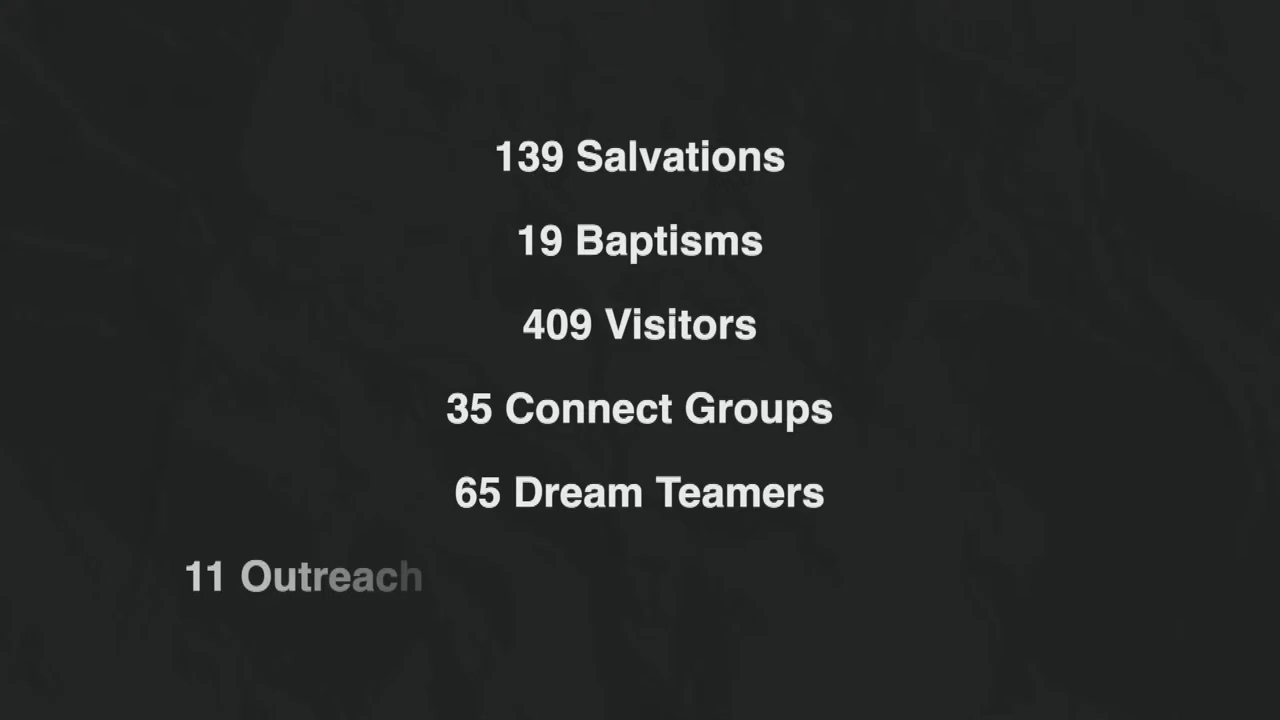 139 Salvations
19 Baptisms
409 Visitors
35 Connect Groups
65 Dream Teamers
11 Outreach